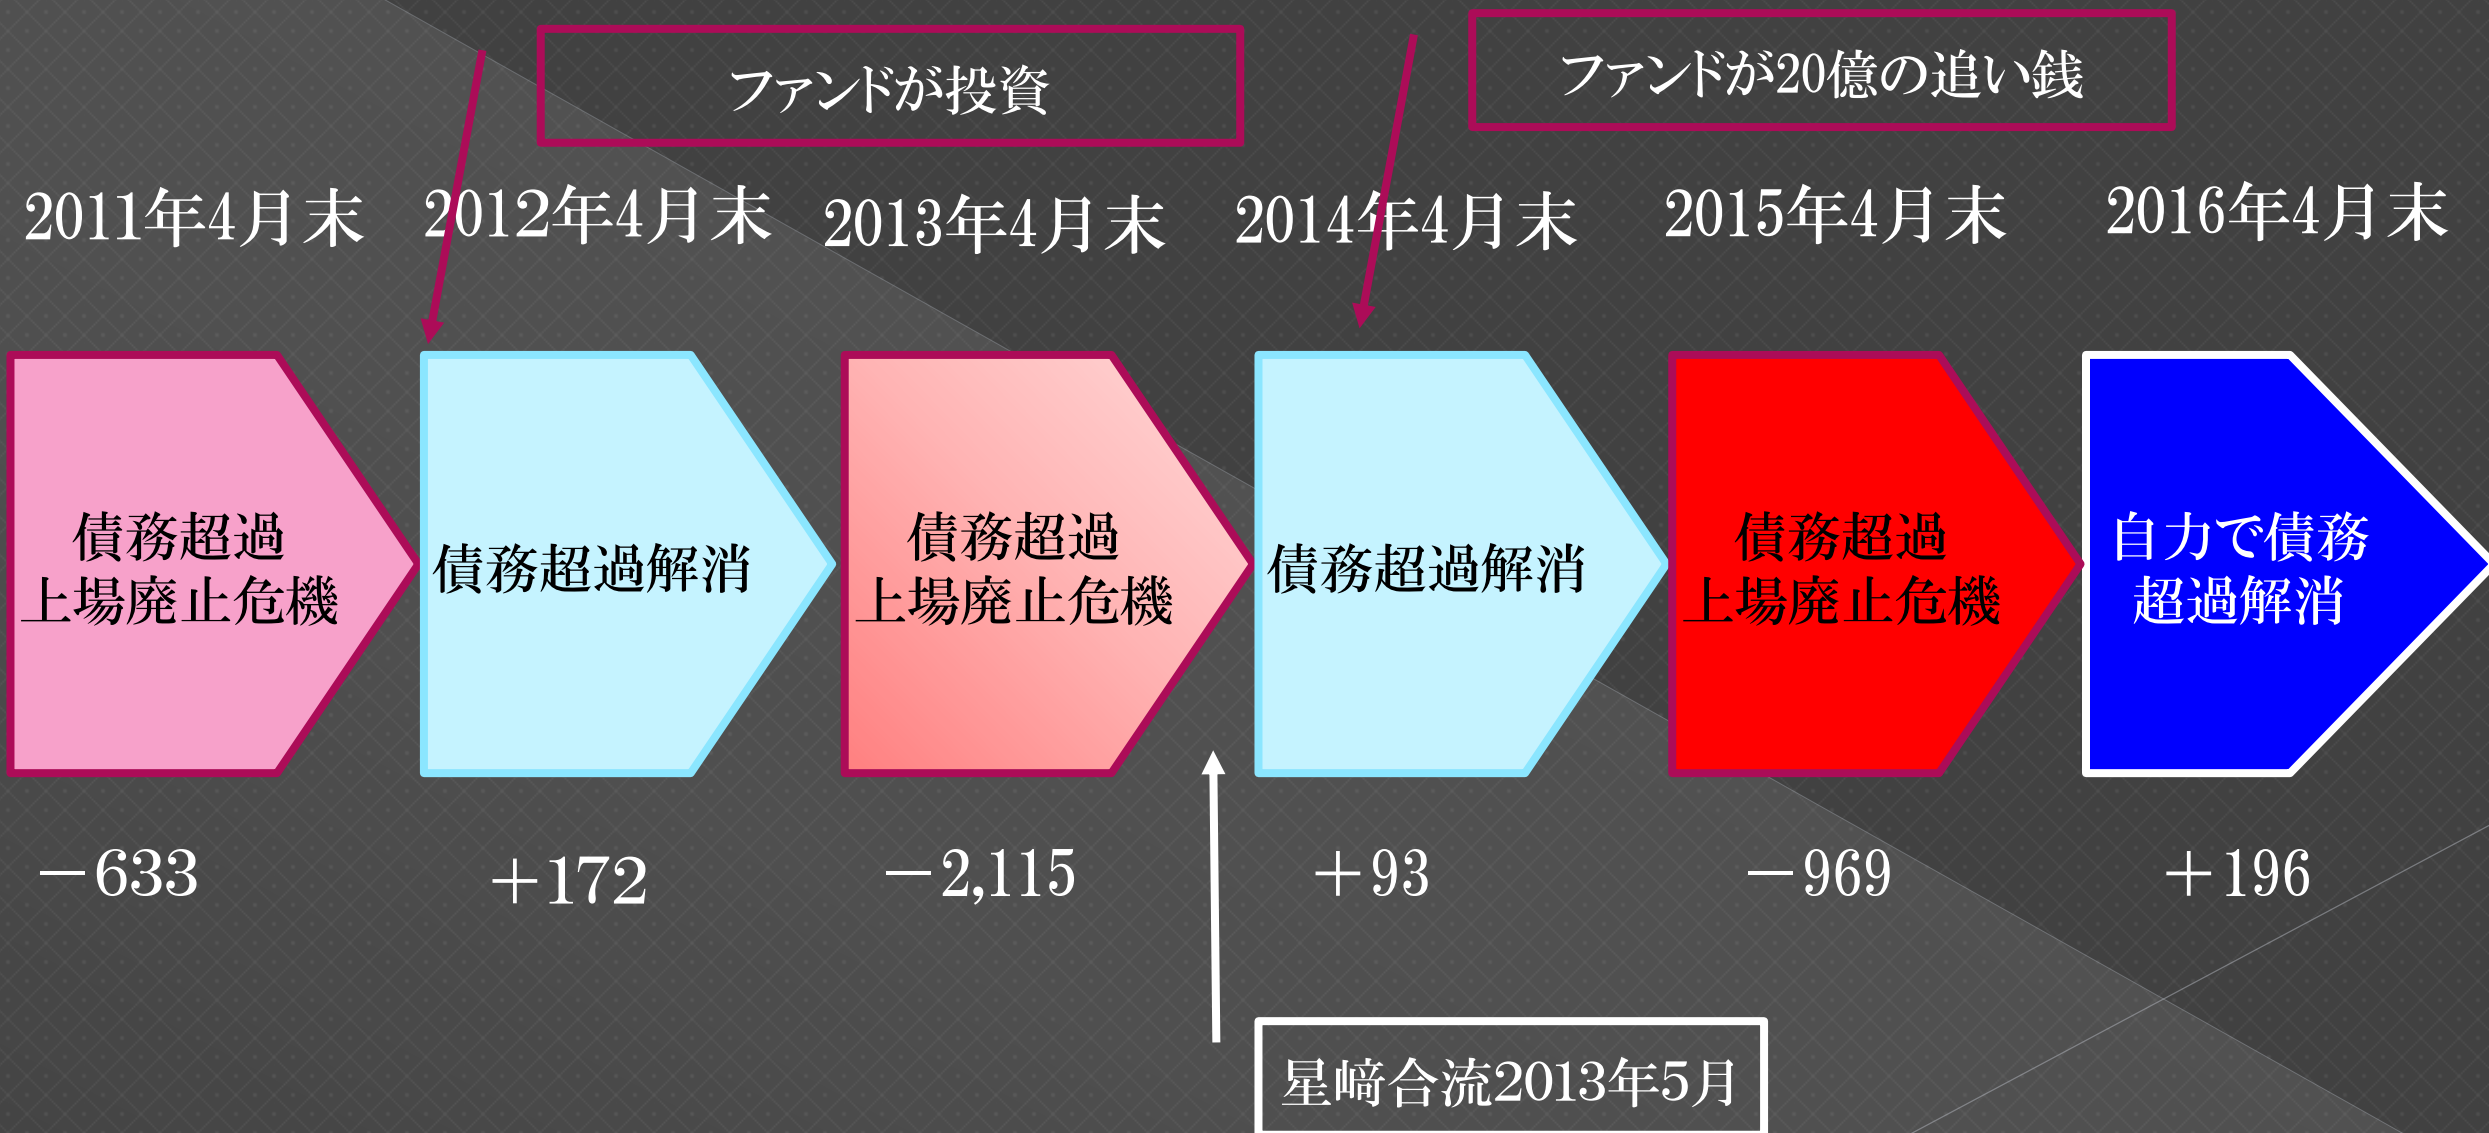 ファンドが投資
ファンドが20億の追い銭
2011年4月末
2012年4月末
2013年4月末
2014年4月末
2015年4月末
2016年4月末
債務超過
上場廃止危機
債務超過解消
債務超過
上場廃止危機
債務超過解消
債務超過
上場廃止危機
自力で債務
超過解消
－633
＋172
－2,115
＋93
－969
＋196
星﨑合流2013年5月